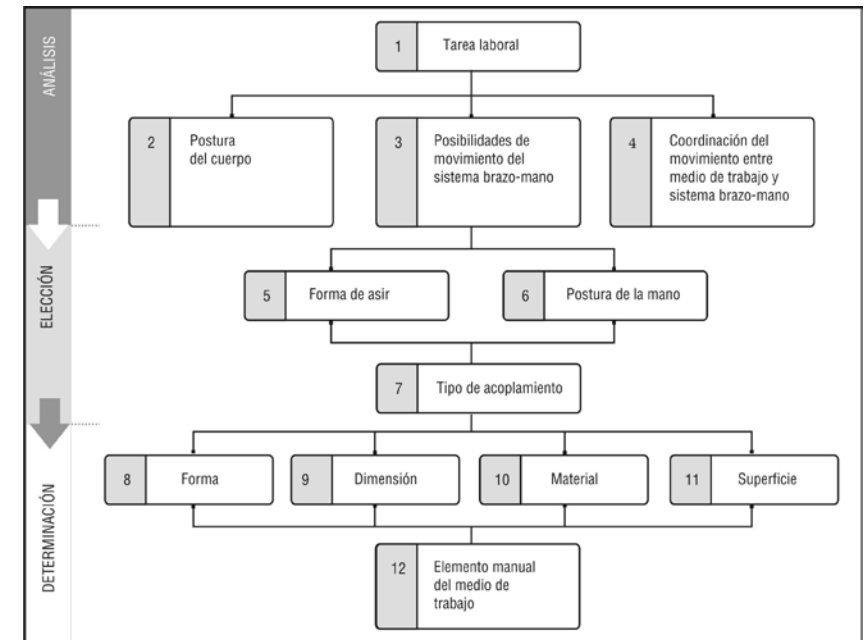 ANÁLISIS
1
Tarea laboral
2
Postura
del cuerpo
3
Posibilidades de
movimiento del
sistema brazo-mano
4
Coordinación del
movimiento entre
medio de trabajo y
sistema brazo-mano
ELECCIÓN
5
Forma de asir
6
Postura de la mano
7
Tipo de acoplamiento
DETERMINACIÓN
8
Forma
9
Dimensión
10
Material
11
Superficie
12
Elemento manual
del medio de
trabajo